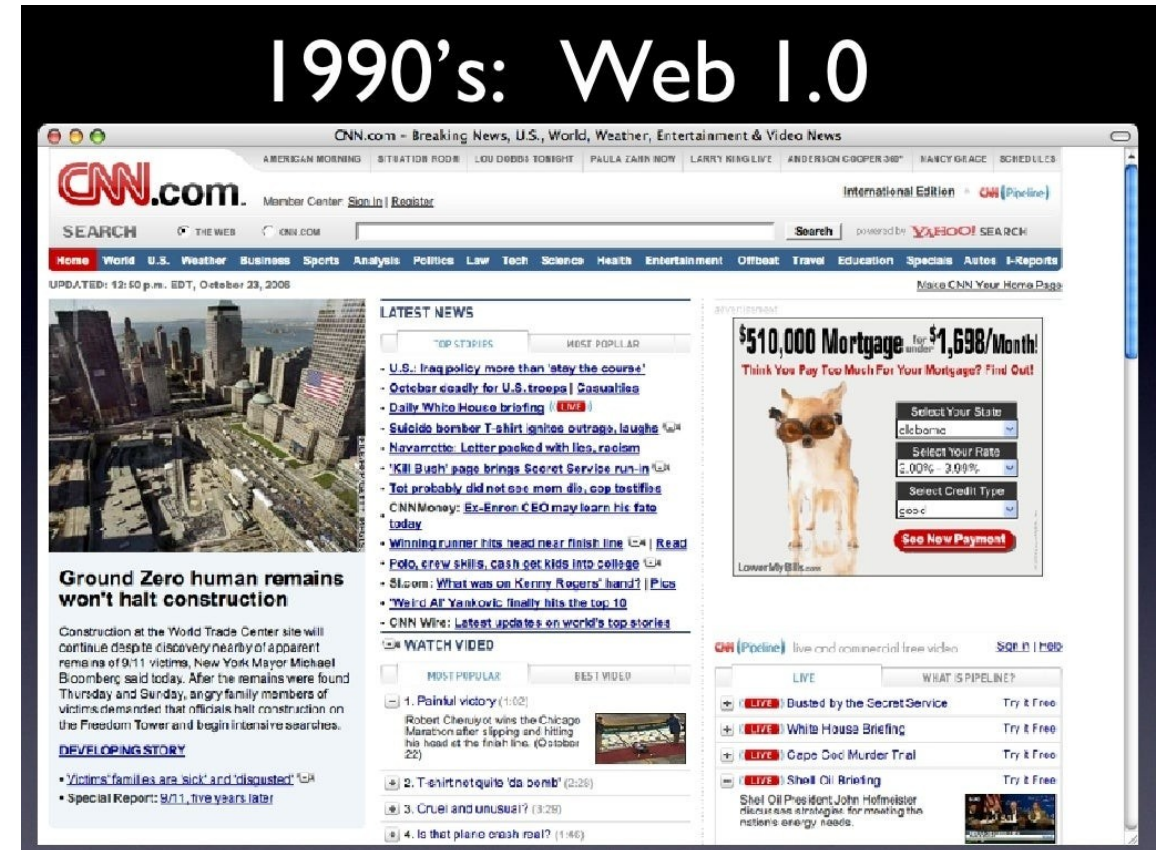 1990's: Web 1.0
CNN.com - Breaking News, U.S., World, Weather, Entertainment & Video News
AMERICAN MORNING SITUATION ROOM LOU DOBBS TONIGHT PAULA ZAHN NOW LARRY KING LIVE ANDERSON COOPER 360° NANCY GRACE SCHEDULES
CNN.com.
Member Center: Sign In | Register
International Edition CNN (Pipeline)
SEARCH THE WEB CNN.COM Search powered by YAHOO! SEARCH
Home World U.S. Weather Business Sports Analysis Politics Law Tech Science Health Entertainment Offbeat Travel Education Specials Autos I-Reports
UPDATED: 12:50 p.m. EDT, October 23, 2006
Make CNN Your Home Page
Ground Zero human remains
won't halt construction
Construction at the World Trade Center site will
continue despite discovery nearby of apparent
remains of 9/11 victims, New York Mayor Michael
Bloomberg said today. After the remains were found
Thursday and Sunday, angry family members of
victims demanded that officials halt construction on
the Freedom Tower and begin intensive searches.
DEVELOPING STORY
• Victims' families are 'sick' and 'disgusted'
• Special Report: 9/11, five years later
LATEST NEWS
TOP STORIES MOST POPULAR
• U.S.: Iraq policy more than 'stay the course'
• October deadly for U.S. troops | Casualties
• Daily White House briefing (LIVE)
• Suicide bomber T-shirt ignites outrage, laughs
• Navarrette: Letter packed with lies, racism
• 'Kill Bush' page brings Secret Service run-in
• Tot probably did not see mom die, cop testifies
• CNNMoney: Ex-Enron CEO may learn his fate
today
• Winning runner hits head near finish line | Read
• Polo, crew skills, cash get kids into college
• SI.com: What was on Kenny Rogers' hand? | Pics
• 'Weird Al' Yankovic finally hits the top 10
• CNN Wire: Latest updates on world's top stories
WATCH VIDEO
MOST POPULAR BEST VIDEO
1. Painful victory (1:02)
Robert Cheruiyot wins the Chicago
Marathon after slipping and hitting
his head at the finish line. (October
22)
2. T-shirt not quite 'da bomb' (2:29)
3. Cruel and unusual? (3:29)
4. Is that plane crash real? (1:46)
advertisement
$510,000 Mortgage for under $1,698/Month!
Think You Pay Too Much For Your Mortgage? Find Out!
Select Your State
alabama
Select Your Rate
3.00% - 3.99%
Select Credit Type
good
See New Payment
LowerMyBills.com
CNN (Pipeline) live and commercial free video Sign In | Help
LIVE WHAT IS PIPELINE?
(LIVE) Busted by the Secret Service Try it Free
(LIVE) White House Briefing Try it Free
(LIVE) Cape Cod Murder Trial Try it Free
(LIVE) Shell Oil Briefing Try it Free
Shell Oil President John Hofmeister
discusses strategies for meeting the
nation's energy needs.